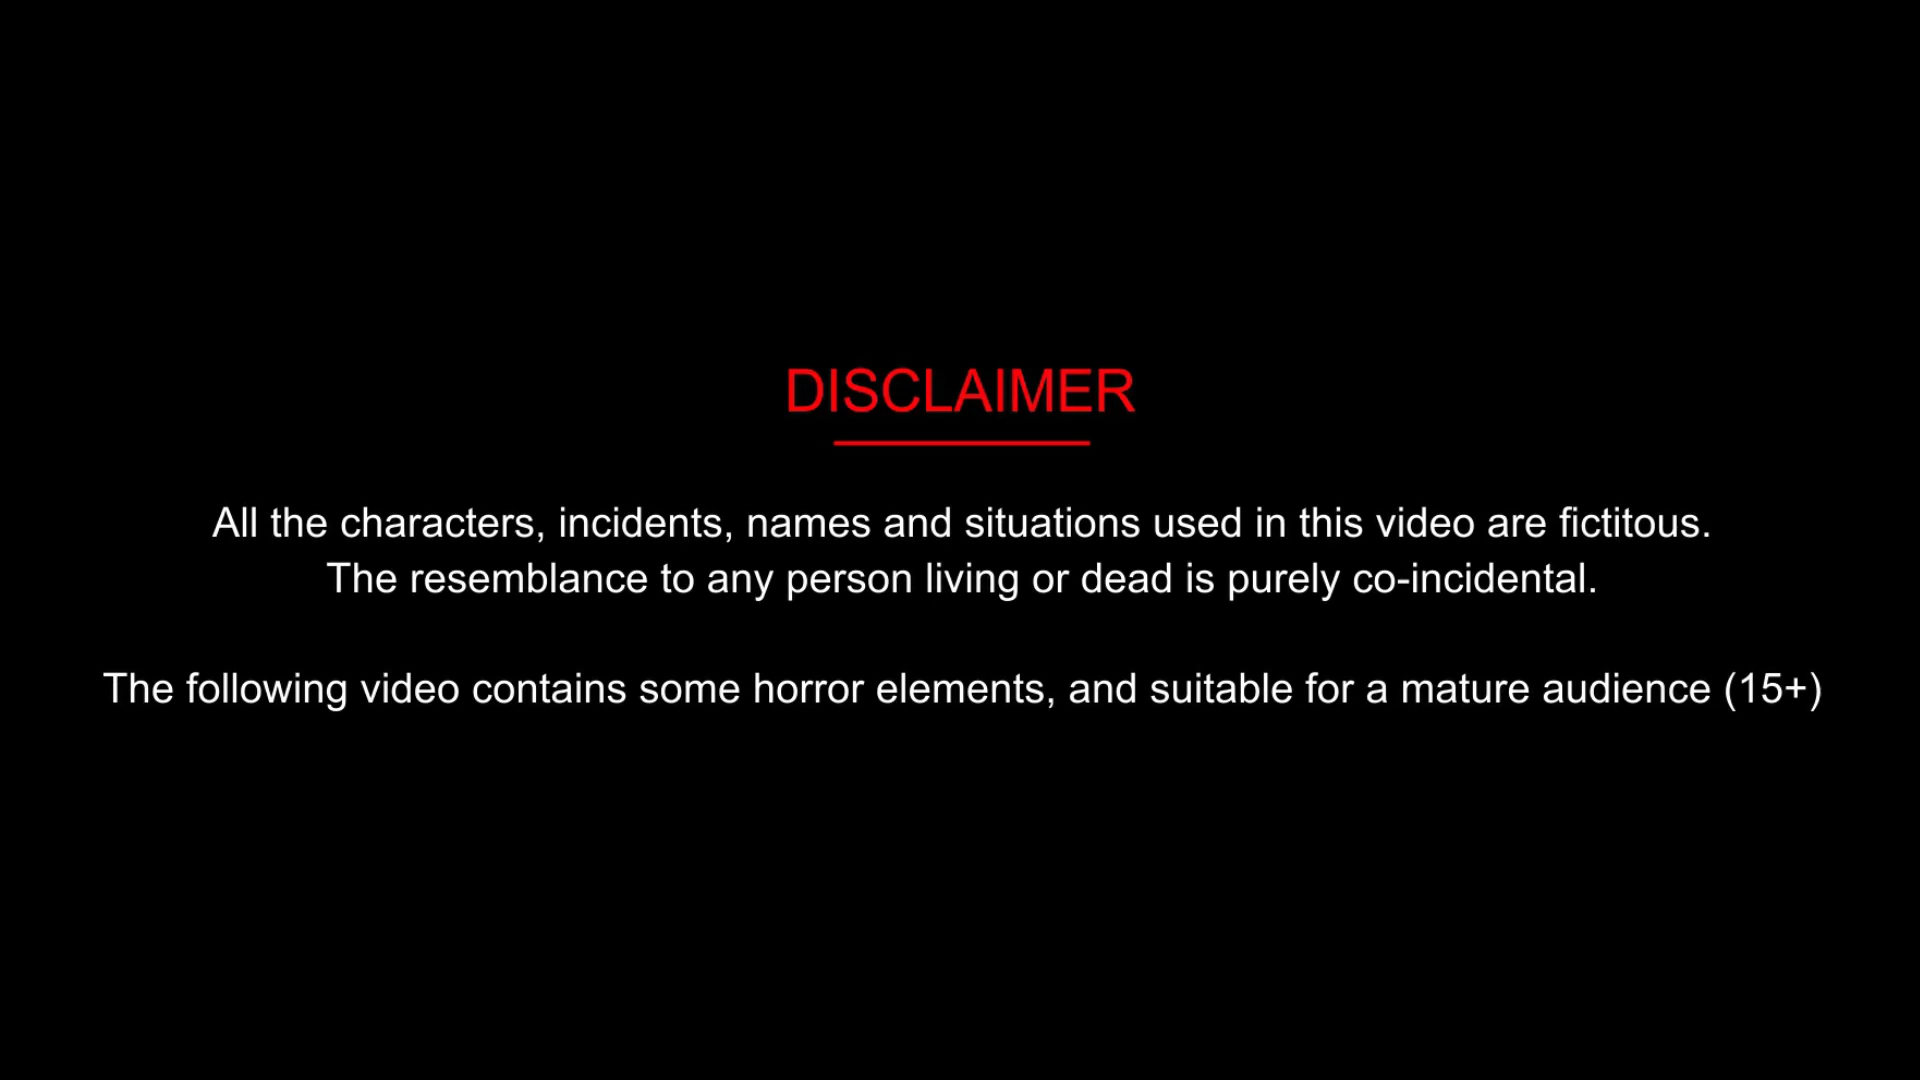 DISCLAIMER
All the characters, incidents, names and situations used in this video are fictitous.
The resemblance to any person living or dead is purely co-incidental.
The following video contains some horror elements, and suitable for a mature audience (15+)